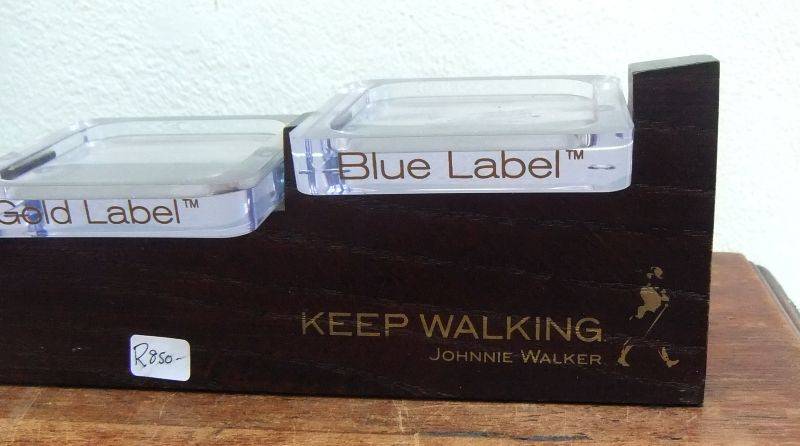 Blue Label™
Gold Label™
KEEP WALKING
JOHNNIE WALKER
R850-